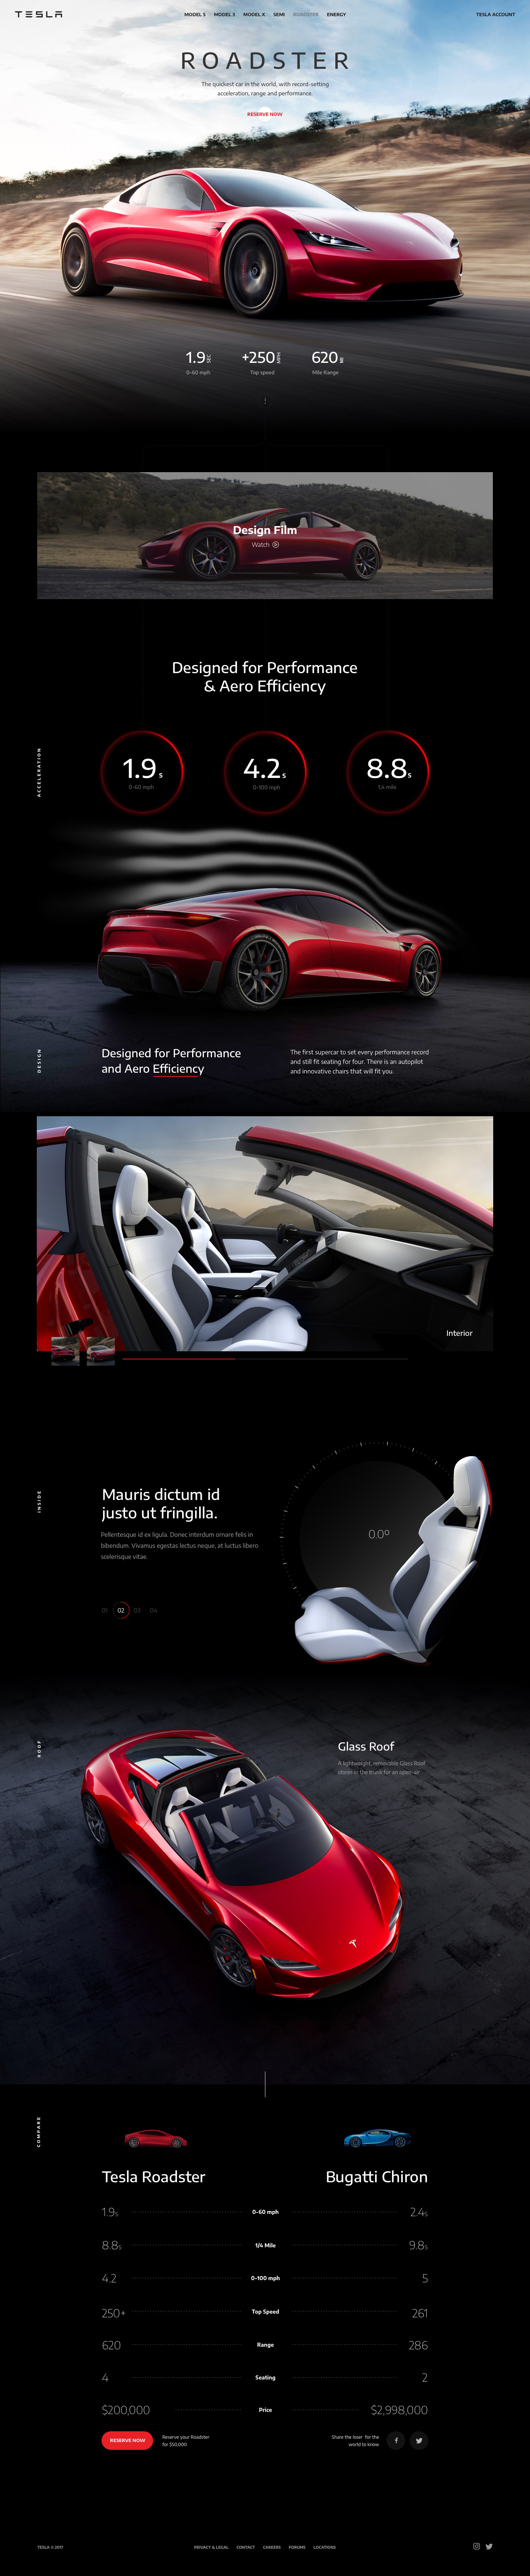 TESLA
MODEL S MODEL 3 MODEL X SEMI ROADSTER ENERGY
TESLA ACCOUNT
ROADSTER
The quickest car in the world, with record-setting
acceleration, range and performance.
RESERVE NOW
1.9 SEC
0-60 mph
+250 MPH
Top speed
620 MI
Mile Range
Design Film
Watch
Designed for Performance
& Aero Efficiency
ACCELERATION
1.9 s
0-60 mph
4.2 s
0-100 mph
8.8 s
1/4 mile
DESIGN
Designed for Performance
and Aero Efficiency
The first supercar to set every performance record
and still fit seating for four. There is an autopilot
and innovative chairs that will fit you.
Interior
INSIDE
Mauris dictum id
justo ut fringilla.
Pellentesque id ex ligula. Donec interdum ornare felis in
bibendum. Vivamus egestas lectus neque, at luctus libero
scelerisque vitae.
01 02 03 04
0.0°
ROOF
Glass Roof
A lightweight, removable Glass Roof
stores in the trunk for an open-air
COMPARE
Tesla Roadster
Bugatti Chiron
1.9s 0-60 mph 2.4s
8.8s 1/4 Mile 9.8s
4.2 0-100 mph 5
250+ Top Speed 261
620 Range 286
4 Seating 2
$200,000 Price $2,998,000
RESERVE NOW
Reserve your Roadster
for $50,000
Share the loser for the
world to know
TESLA © 2017
PRIVACY & LEGAL CONTACT CAREERS FORUMS LOCATIONS